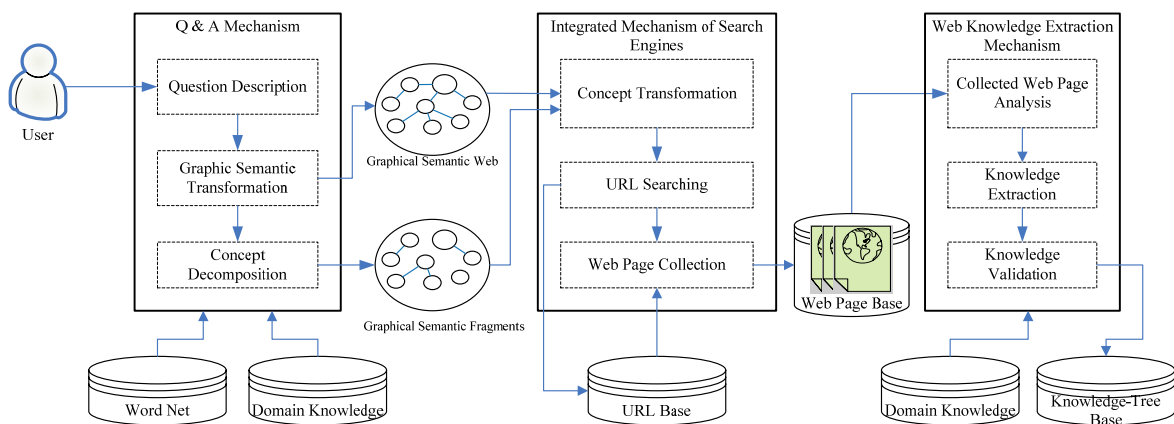 Q & A Mechanism
Question Description
Graphic Semantic
Transformation
Concept
Decomposition
User
Graphical Semantic Web
Graphical Semantic Fragments
Word Net
Domain Knowledge
Integrated Mechanism of Search
Engines
Concept Transformation
URL Searching
Web Page Collection
URL Base
Web Page Base
Web Knowledge Extraction
Mechanism
Collected Web Page
Analysis
Knowledge
Extraction
Knowledge
Validation
Domain Knowledge
Knowledge-Tree
Base